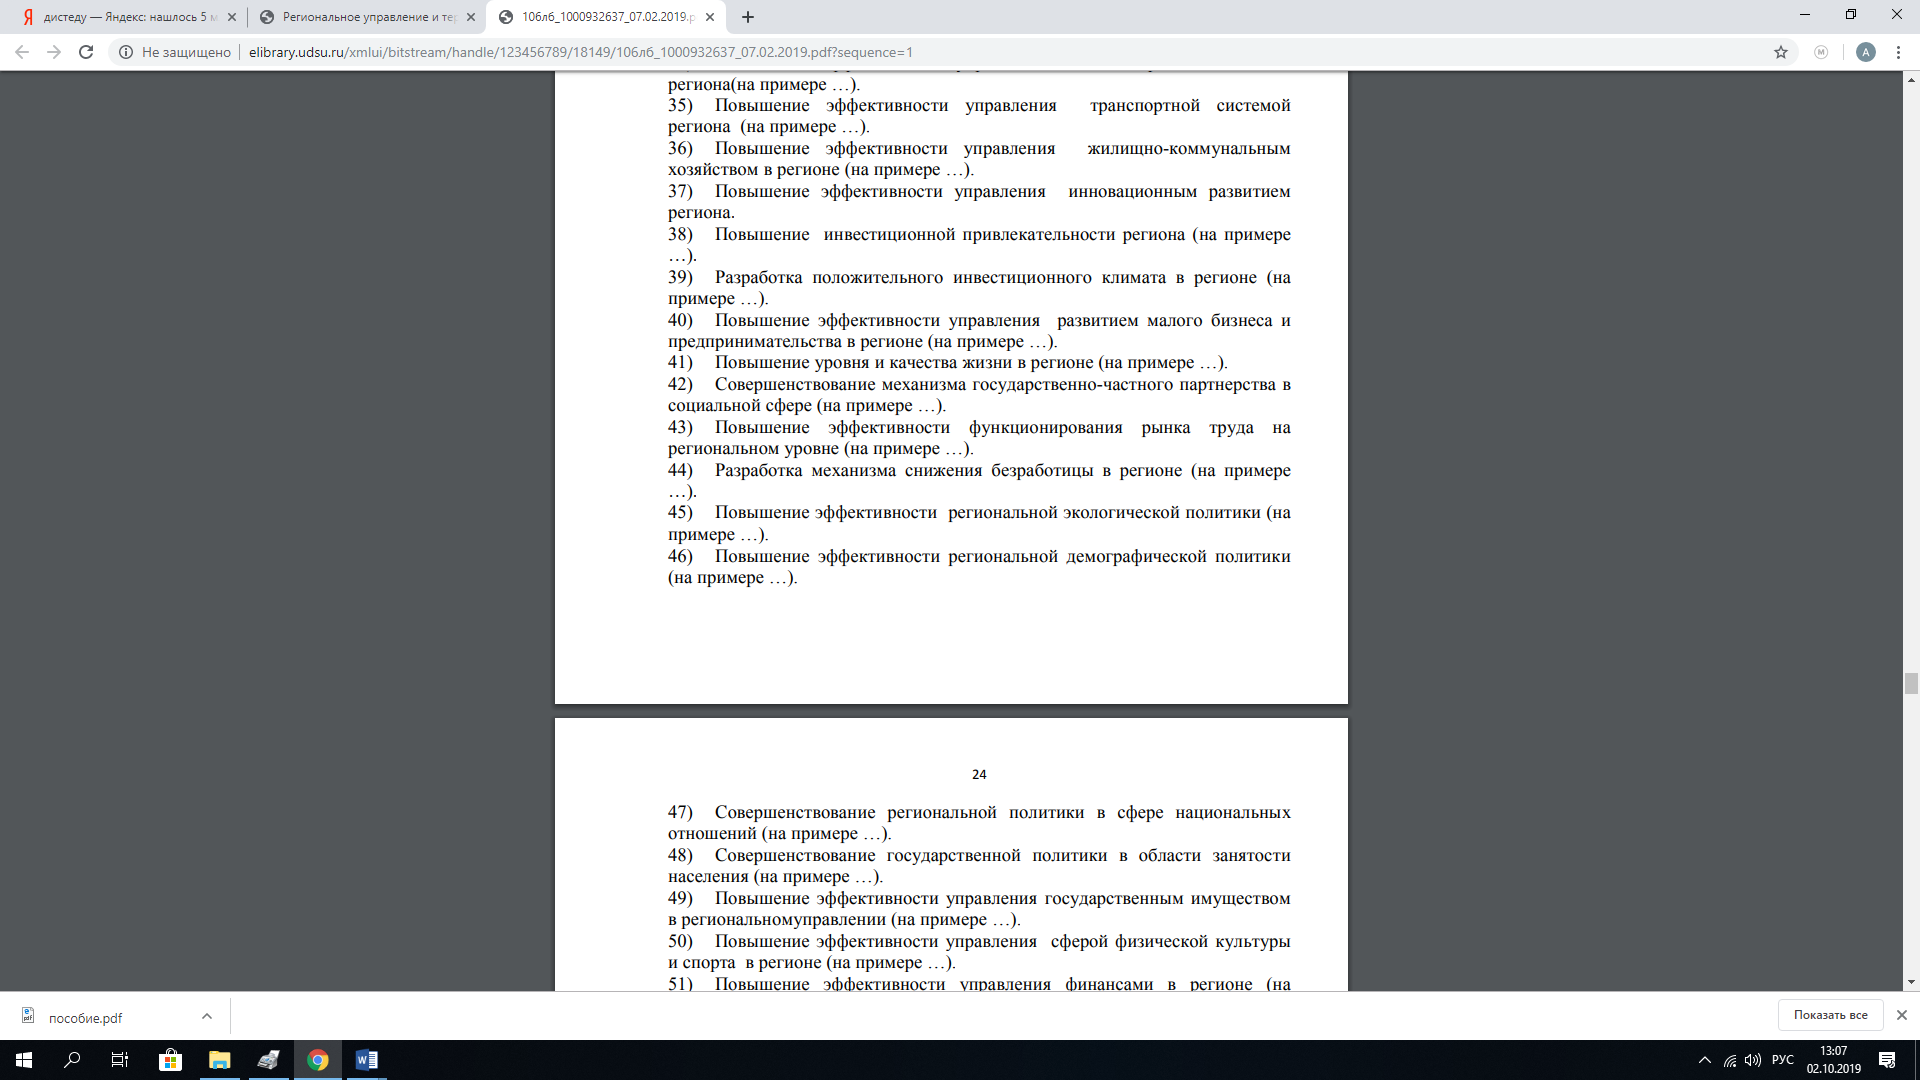 дистеду — Яндекс: нашлось 5 м
Региональное управление и тер
106лб_1000932637_07.02.2019.p
Не защищено
elibrary.udsu.ru/xmlui/bitstream/handle/123456789/18149/106лб_1000932637_07.02.2019.pdf?sequence=1
M
A
региона(на примере …).
35) Повышение эффективности управления транспортной системой
региона (на примере …).
36) Повышение эффективности управления жилищно-коммунальным
хозяйством в регионе (на примере …).
37) Повышение эффективности управления инновационным развитием
региона.
38) Повышение инвестиционной привлекательности региона (на примере
…).
39) Разработка положительного инвестиционного климата в регионе (на
примере …).
40) Повышение эффективности управления развитием малого бизнеса и
предпринимательства в регионе (на примере …).
41) Повышение уровня и качества жизни в регионе (на примере …).
42) Совершенствование механизма государственно-частного партнерства в
социальной сфере (на примере …).
43) Повышение эффективности функционирования рынка труда на
региональном уровне (на примере …).
44) Разработка механизма снижения безработицы в регионе (на примере
…).
45) Повышение эффективности региональной экологической политики (на
примере …).
46) Повышение эффективности региональной демографической политики
(на примере …).
24
47) Совершенствование региональной политики в сфере национальных
отношений (на примере …).
48) Совершенствование государственной политики в области занятости
населения (на примере …).
49) Повышение эффективности управления государственным имуществом
в региональномуправлении (на примере …).
50) Повышение эффективности управления сферой физической культуры
и спорта в регионе (на примере …).
51) Повышение эффективности управления финансами в регионе (на
пособие.pdf
Показать все
РУС
13:07
02.10.2019